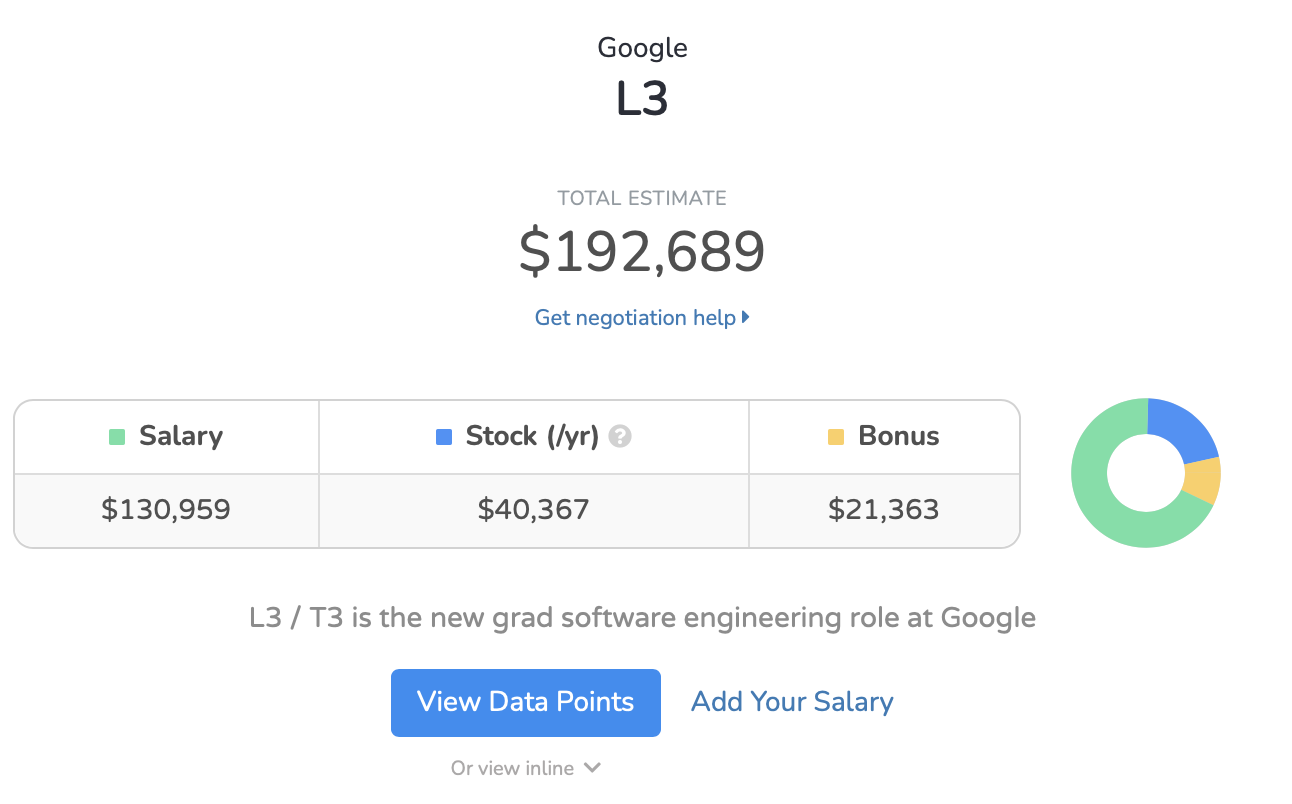 Google
L3
TOTAL ESTIMATE
$192,689
Get negotiation help
Salary Stock (/yr) ? Bonus
$130,959 $40,367 $21,363
L3 / T3 is the new grad software engineering role at Google
View Data Points Add Your Salary
Or view inline